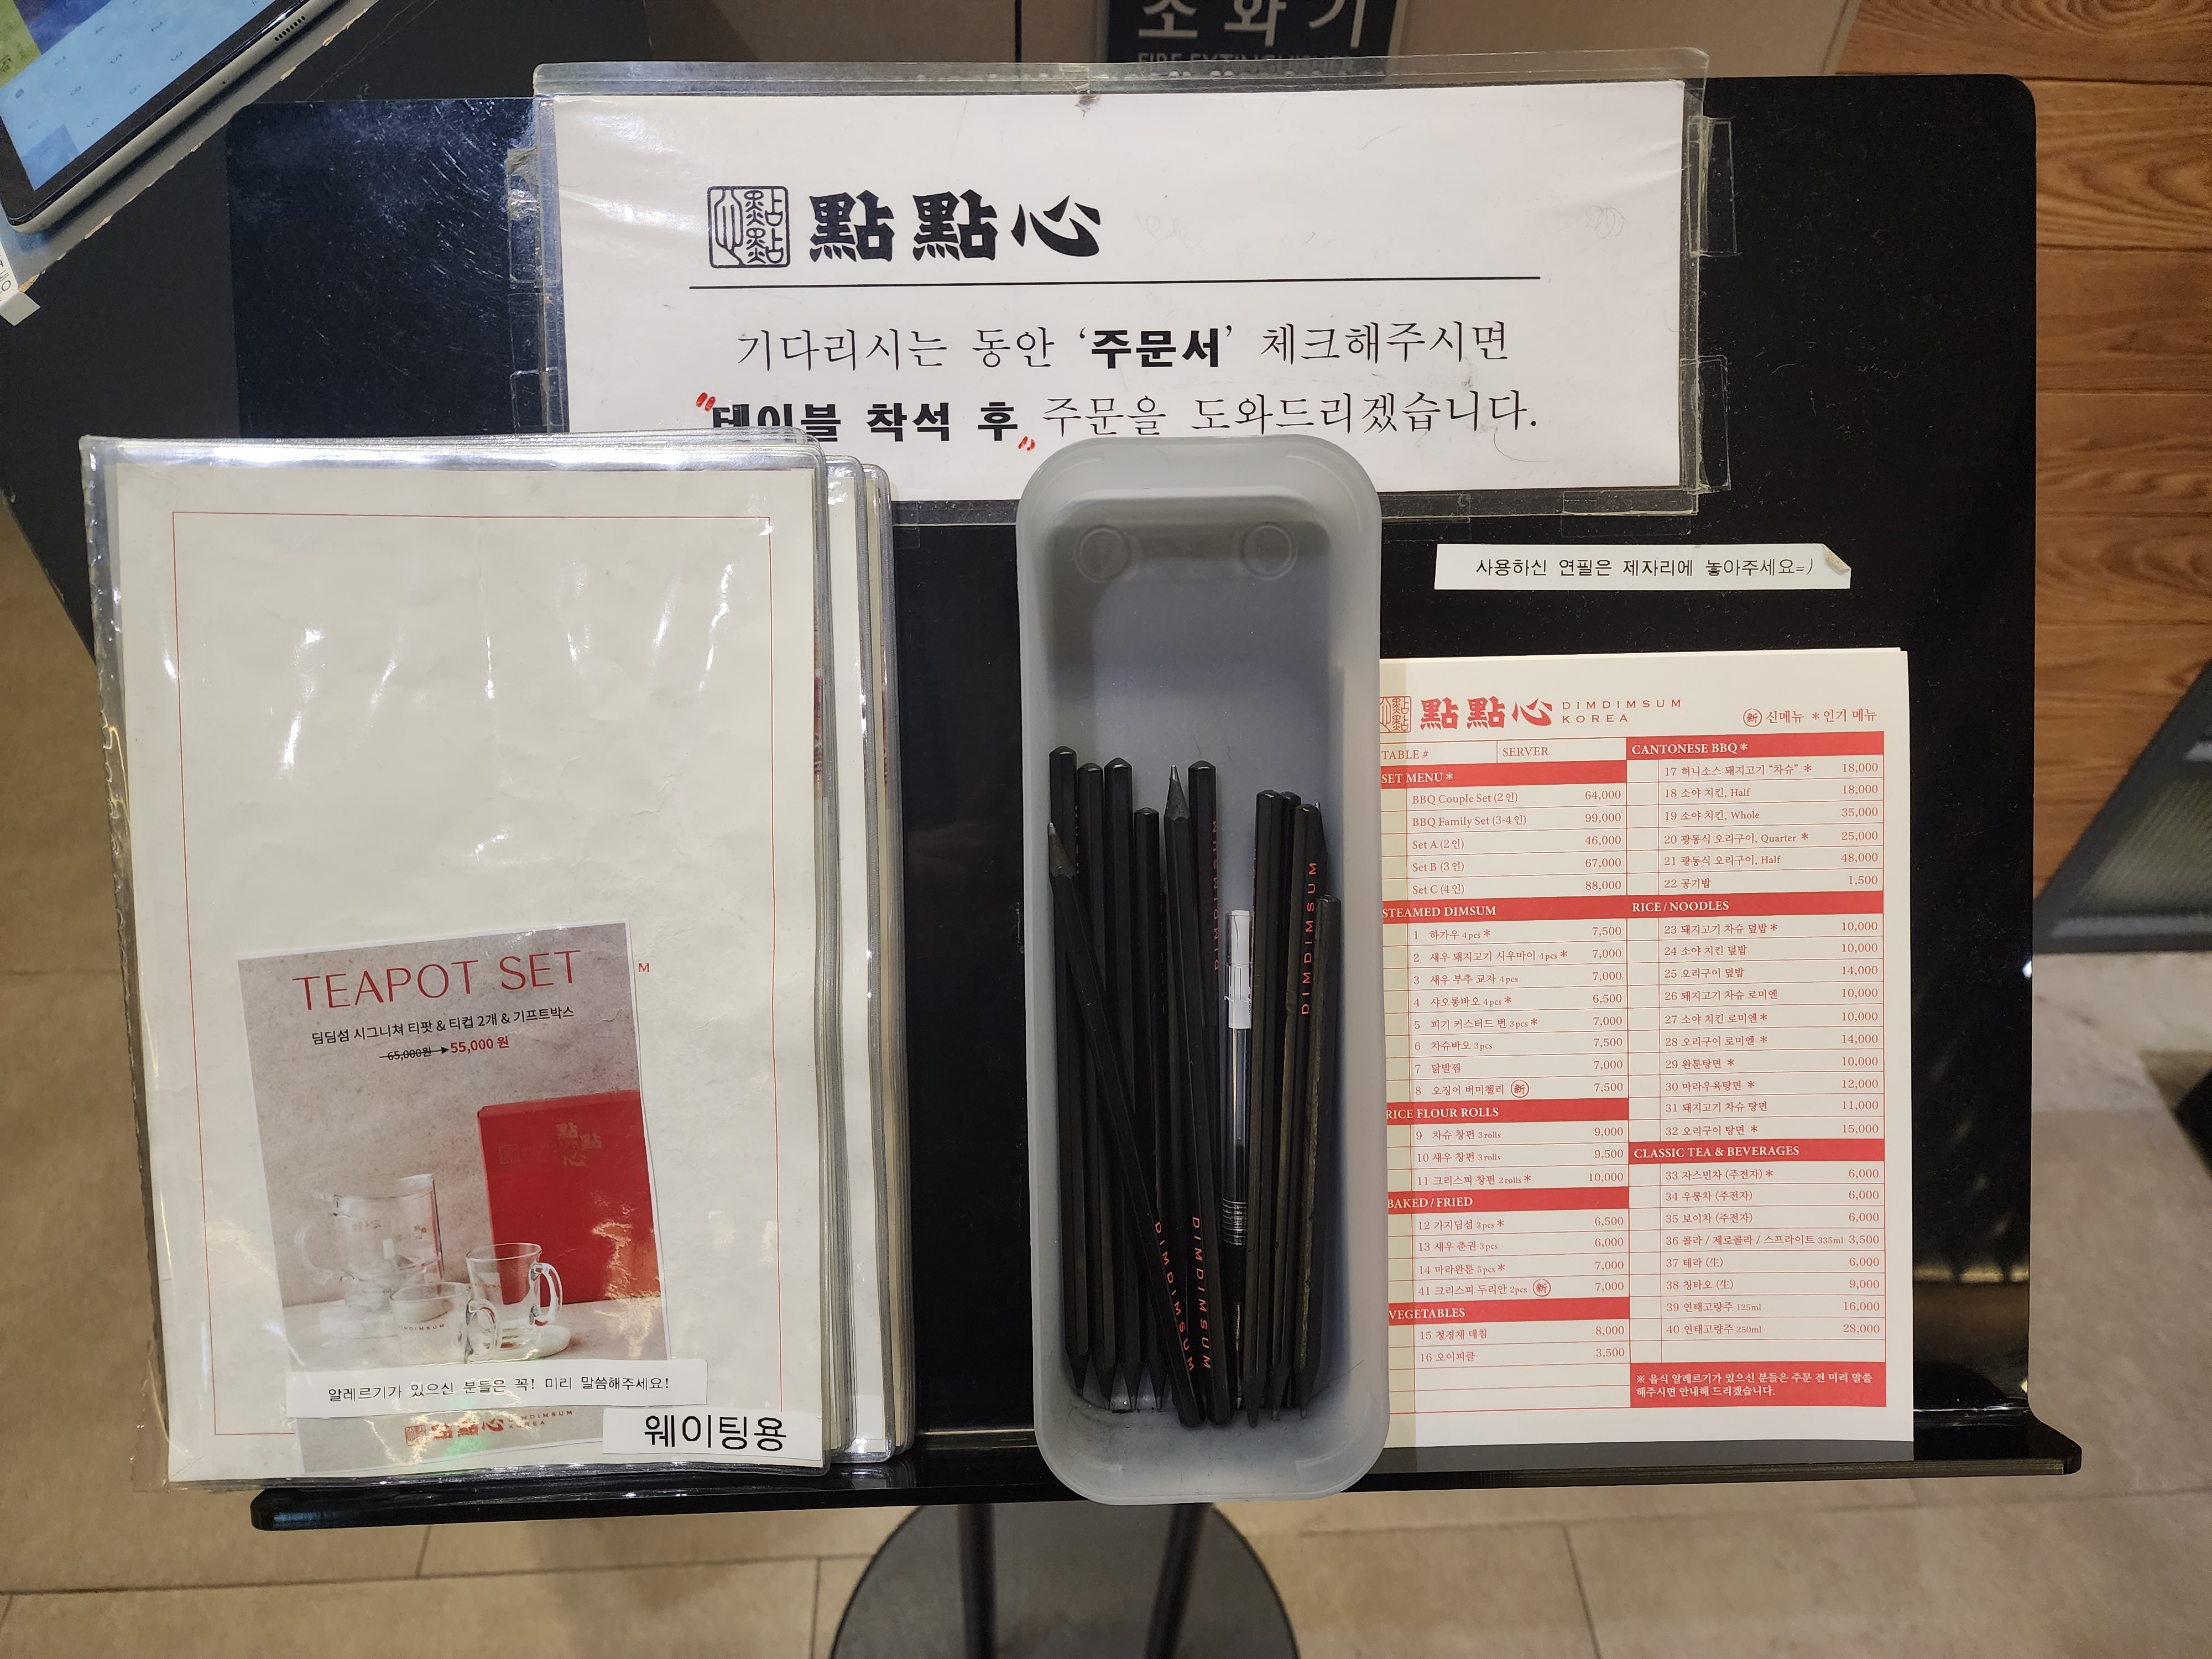 소화기
FIRE EXTINGUISHER
點點心
기다리시는 동안 ‘주문서’ 체크해주시면
"테이블 착석 후" 주문을 도와드리겠습니다.
사용하신 연필은 제자리에 놓아주세요=)
TEAPOT SET
M
딤딤섬 시그니쳐 티팟 & 티컵 2개 & 기프트박스
65,000원 → 55,000 원
點點心
DIMDIMSUM
알레르기가 있으신 분들은 꼭! 미리 말씀해주세요!
點點心 DIMDIMSUM KOREA
웨이팅용
DIMDIMSUM
DIMDIMSUM
DIMDIMSUM
DIMDIMSUM
點點心 DIMDIMSUM
KOREA
新 신메뉴 *인기 메뉴
TABLE # SERVER
SET MENU *
BBQ Couple Set (2인) 64,000
BBQ Family Set (3-4인) 99,000
Set A (2인) 46,000
Set B (3인) 67,000
Set C (4인) 88,000
STEAMED DIMSUM
1 하가우 4pcs * 7,500
2 새우 돼지고기 시우마이 4pcs * 7,000
3 새우 부추 교자 4pcs 7,000
4 샤오롱바오 4pcs * 6,500
5 피기 커스터드 번 3pcs * 7,000
6 차슈바오 3pcs 7,500
7 닭발찜 7,000
8 오징어 버미첼리 新 7,500
RICE FLOUR ROLLS
9 차슈 창펀 3rolls 9,000
10 새우 창펀 3rolls 9,500
11 크리스피 창펀 2rolls * 10,000
BAKED / FRIED
12 가지딤섬 3pcs * 6,500
13 새우 춘권 3pcs 6,000
14 마라완툰 5pcs * 7,000
41 크리스피 두리안 2pcs 新 7,000
VEGETABLES
15 청경채 데침 8,000
16 오이피클 3,500
CANTONESE BBQ *
17 허니소스 돼지고기 “차슈” * 18,000
18 소야 치킨, Half 18,000
19 소야 치킨, Whole 35,000
20 광동식 오리구이, Quarter * 25,000
21 광동식 오리구이, Half 48,000
22 공기밥 1,500
RICE / NOODLES
23 돼지고기 차슈 덮밥 * 10,000
24 소야 치킨 덮밥 10,000
25 오리구이 덮밥 14,000
26 돼지고기 차슈 로미엔 10,000
27 소야 치킨 로미엔 * 10,000
28 오리구이 로미엔 * 14,000
29 완툰탕면 * 10,000
30 마라우육탕면 * 12,000
31 돼지고기 차슈 탕면 11,000
32 오리구이 탕면 * 15,000
CLASSIC TEA & BEVERAGES
33 자스민차 (주전자) * 6,000
34 우롱차 (주전자) 6,000
35 보이차 (주전자) 6,000
36 콜라 / 제로콜라 / 스프라이트 335ml 3,500
37 테라 (生) 6,000
38 칭타오 (生) 9,000
39 연태고량주 125ml 16,000
40 연태고량주 250ml 28,000
※ 음식 알레르기가 있으신 분들은 주문 전 미리 말씀
해주시면 안내해 드리겠습니다.